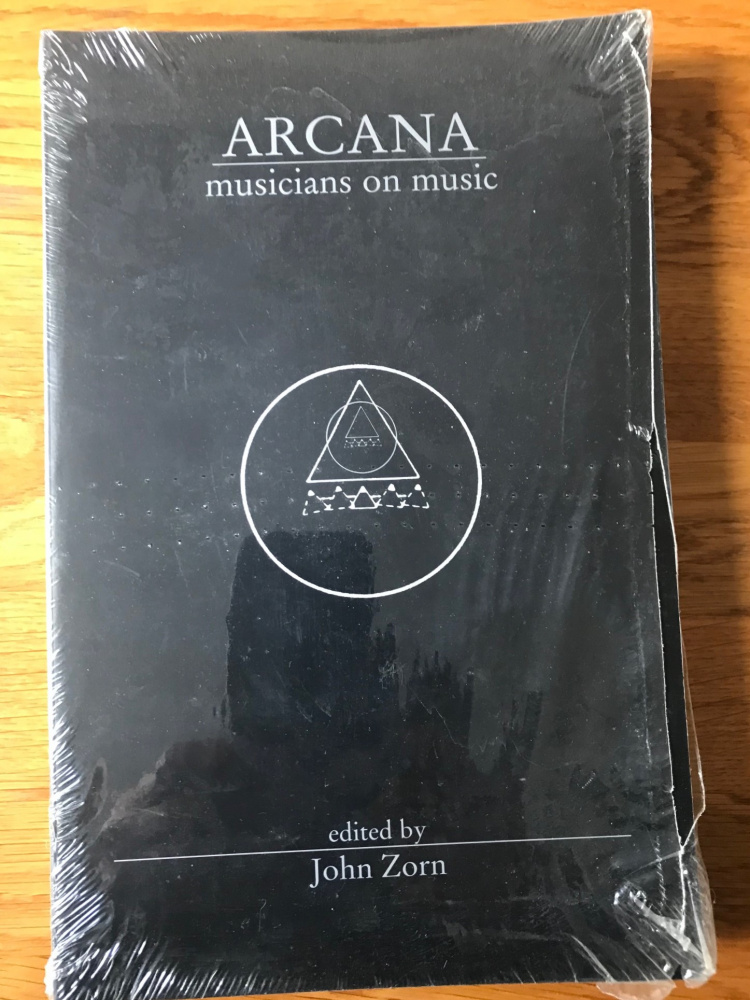 ARCANA
musicians on music
edited by
John Zorn